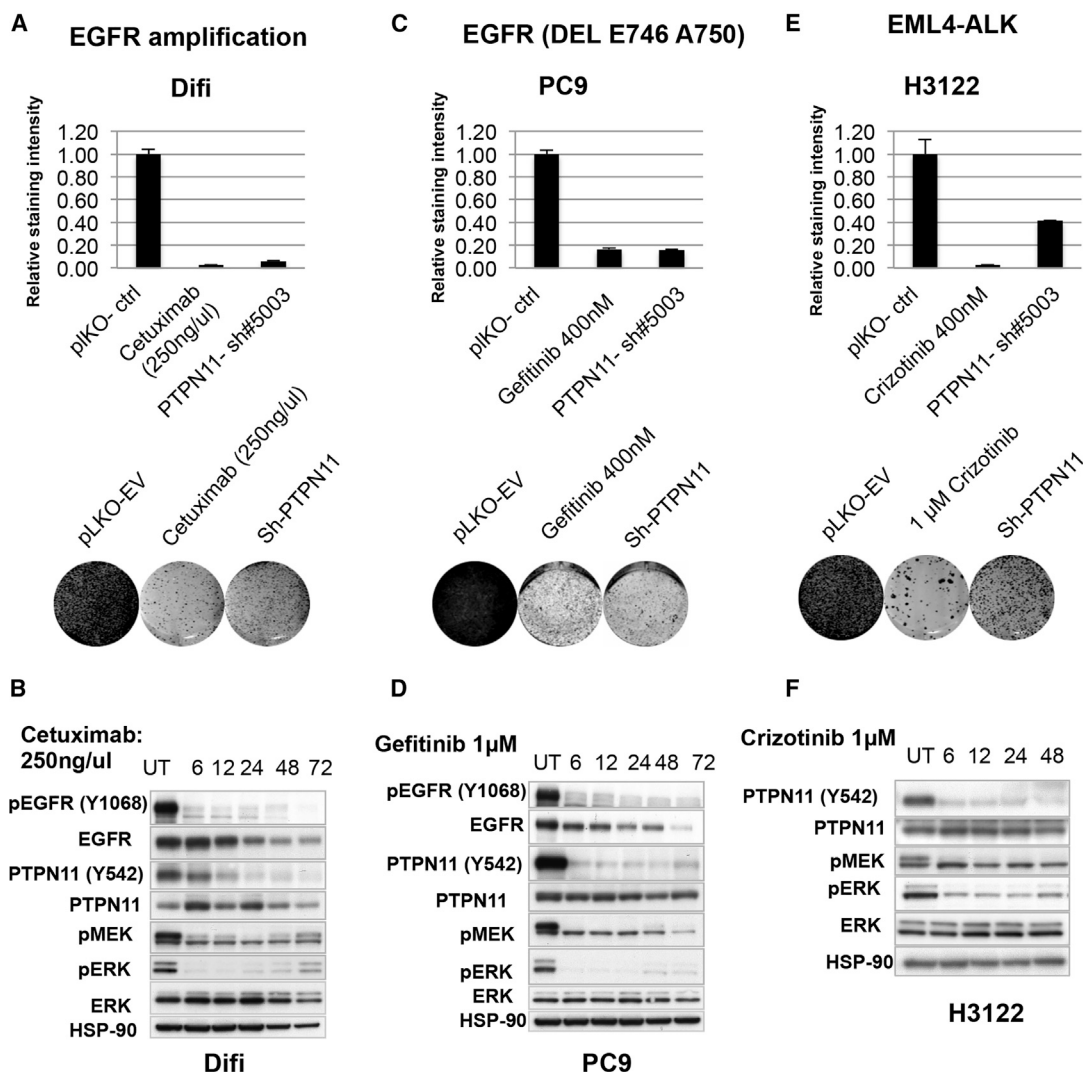 A
EGFR amplification
Difi
Relative staining intensity
1.20
1.00
0.80
0.60
0.40
0.20
0.00
plKO- ctrl
Cetuximab
(250ng/ul)
PTPN11- sh#5003
pLKO-EV
Cetuximab (250ng/ul)
Sh-PTPN11
C
EGFR (DEL E746 A750)
PC9
Relative staining intensity
1.20
1.00
0.80
0.60
0.40
0.20
0.00
plKO- ctrl
Gefitinib 400nM
PTPN11- sh#5003
pLKO-EV
Gefitinib 400nM
Sh-PTPN11
E
EML4-ALK
H3122
Relative staining intensity
1.20
1.00
0.80
0.60
0.40
0.20
0.00
plKO- ctrl
Crizotinib 400nM
PTPN11- sh#5003
pLKO-EV
1 µM Crizotinib
Sh-PTPN11
B
Cetuximab:
250ng/ul
UT 6 12 24 48 72
pEGFR (Y1068)
EGFR
PTPN11 (Y542)
PTPN11
pMEK
pERK
ERK
HSP-90
Difi
D
Gefitinib 1µM
UT 6 12 24 48 72
pEGFR (Y1068)
EGFR
PTPN11 (Y542)
PTPN11
pMEK
pERK
ERK
HSP-90
PC9
F
Crizotinib 1µM
UT 6 12 24 48
PTPN11 (Y542)
PTPN11
pMEK
pERK
ERK
HSP-90
H3122